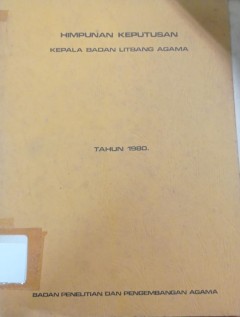 HIMPUNAN KEPUTUSAN
KEPALA BADAN LITBANG AGAMA
TAHUN 1980.
BADAN PENELITIAN DAN PENGEMBANGAN AGAMA